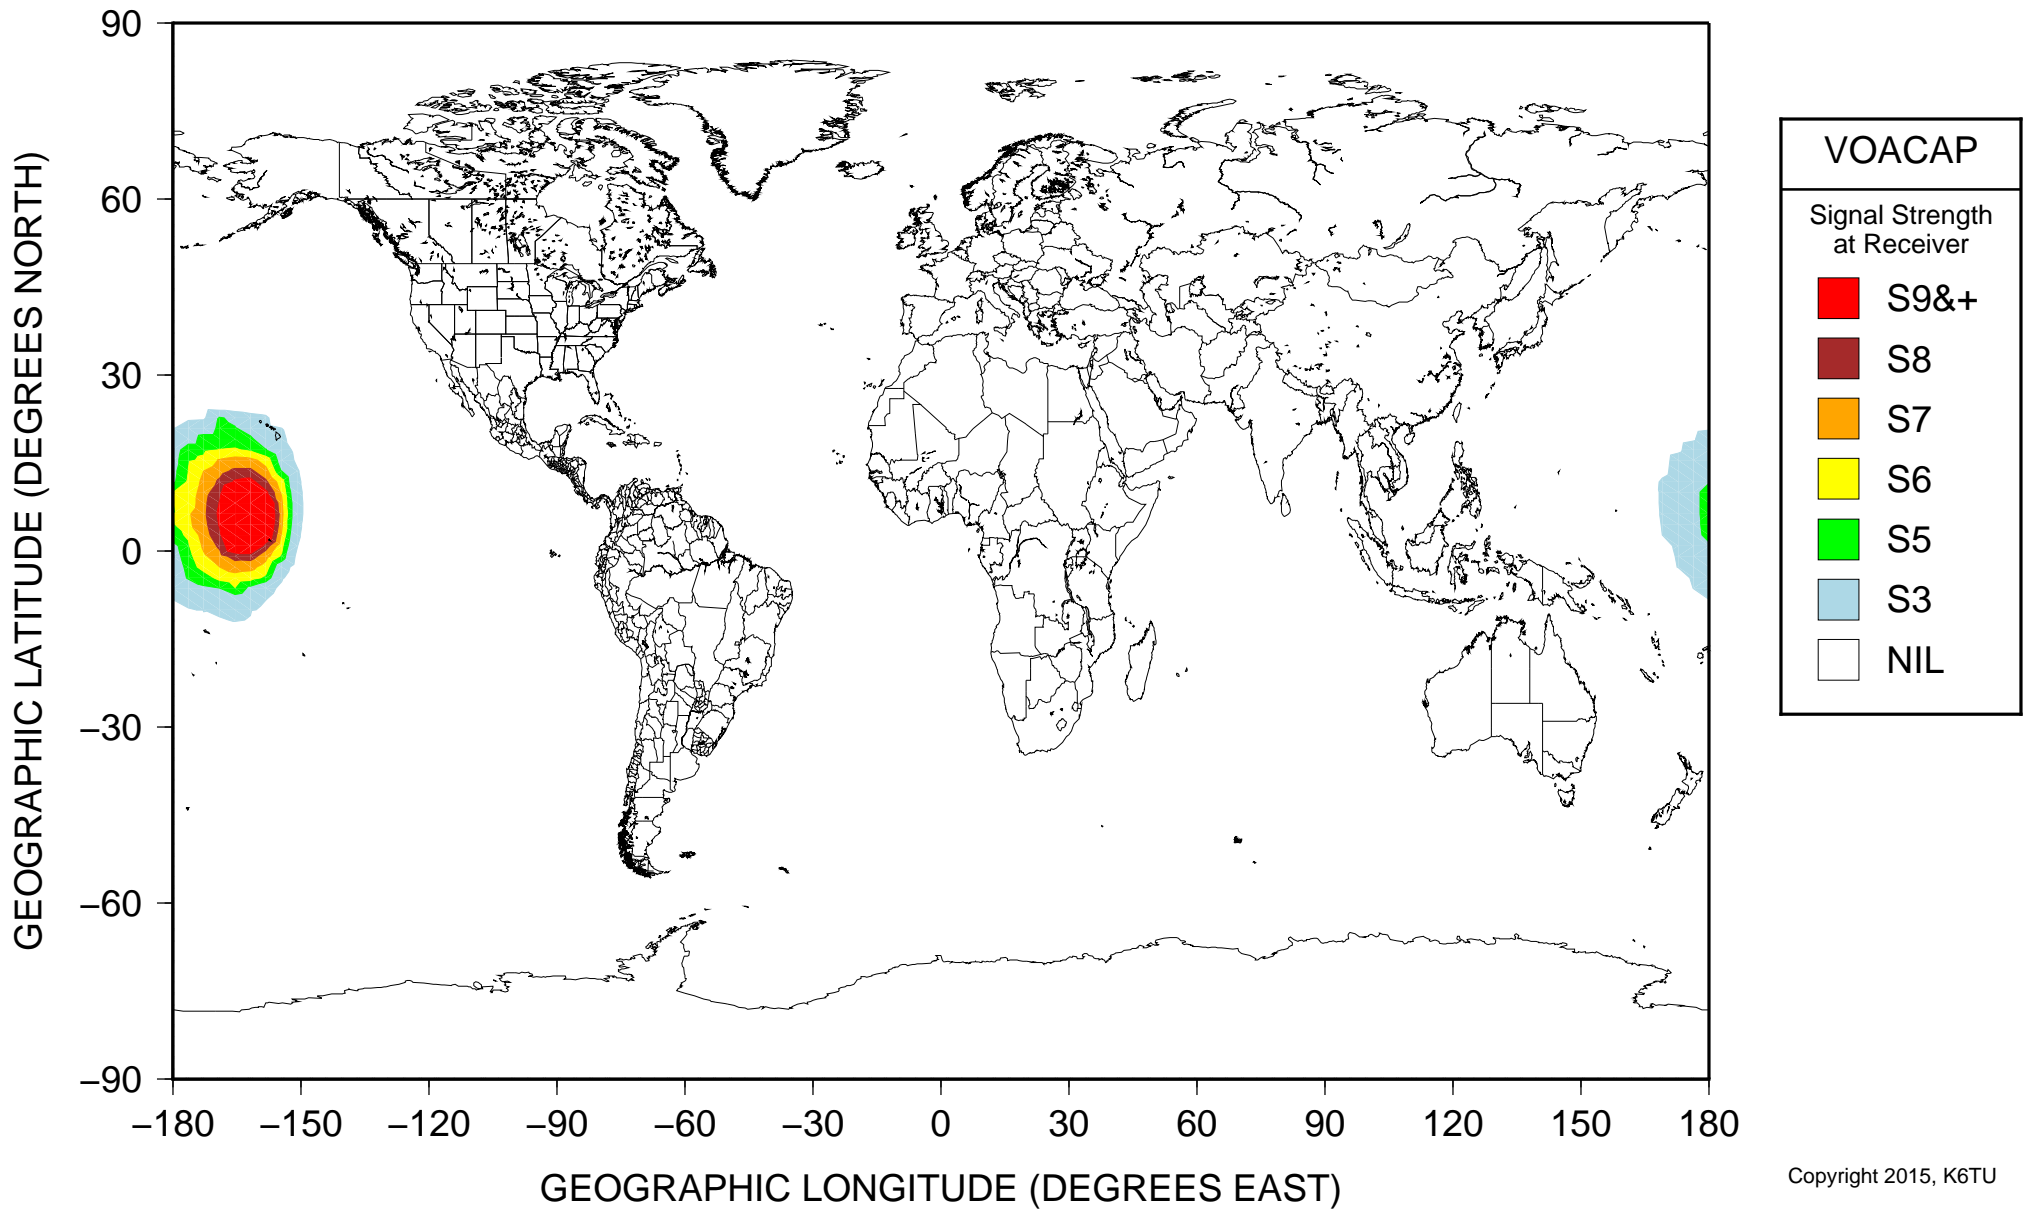 GEOGRAPHIC LATITUDE (DEGREES NORTH)
90
60
30
0
−30
−60
−90
−180 −150 −120 −90 −60 −30 0 30 60 90 120 150 180
GEOGRAPHIC LONGITUDE (DEGREES EAST)
VOACAP
Signal Strength
at Receiver
S9&+
S8
S7
S6
S5
S3
NIL
Copyright 2015, K6TU